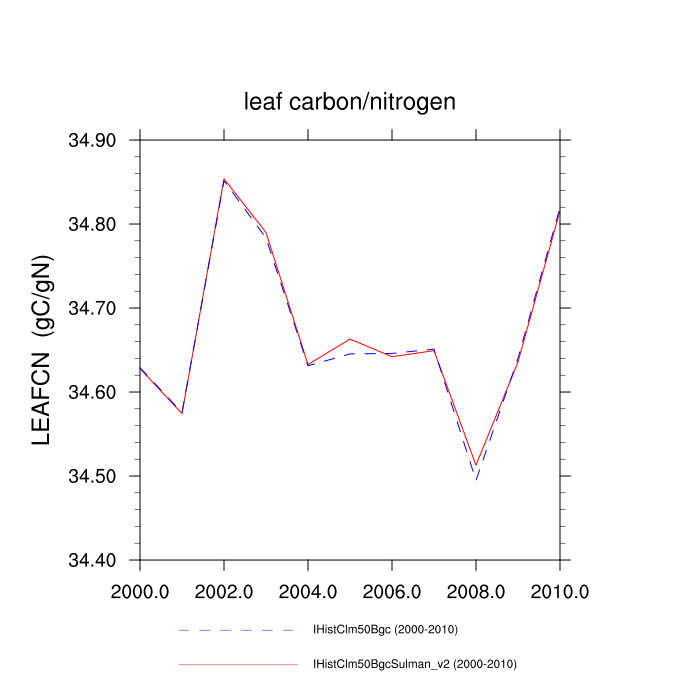 leaf carbon/nitrogen
LEAFCN (gC/gN)
34.90
34.80
34.70
34.60
34.50
34.40
2000.0 2002.0 2004.0 2006.0 2008.0 2010.0
IHistClm50Bgc (2000-2010)
IHistClm50BgcSulman_v2 (2000-2010)